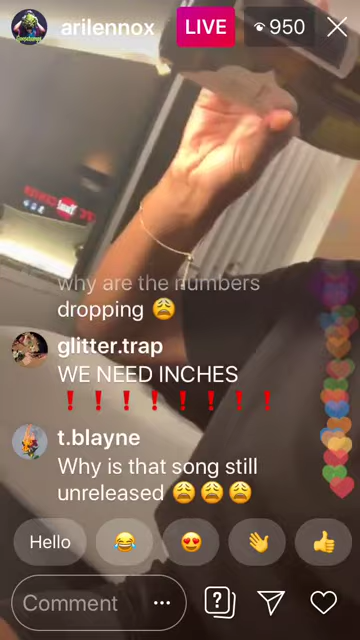 arilennox
LIVE
950
why are the numbers
dropping 😩
glitter.trap
WE NEED INCHES
❗❗❗❗❗❗❗❗
t.blayne
Why is that song still
unreleased 😩😩😩
Hello
😂
😍
👋
👍
Comment